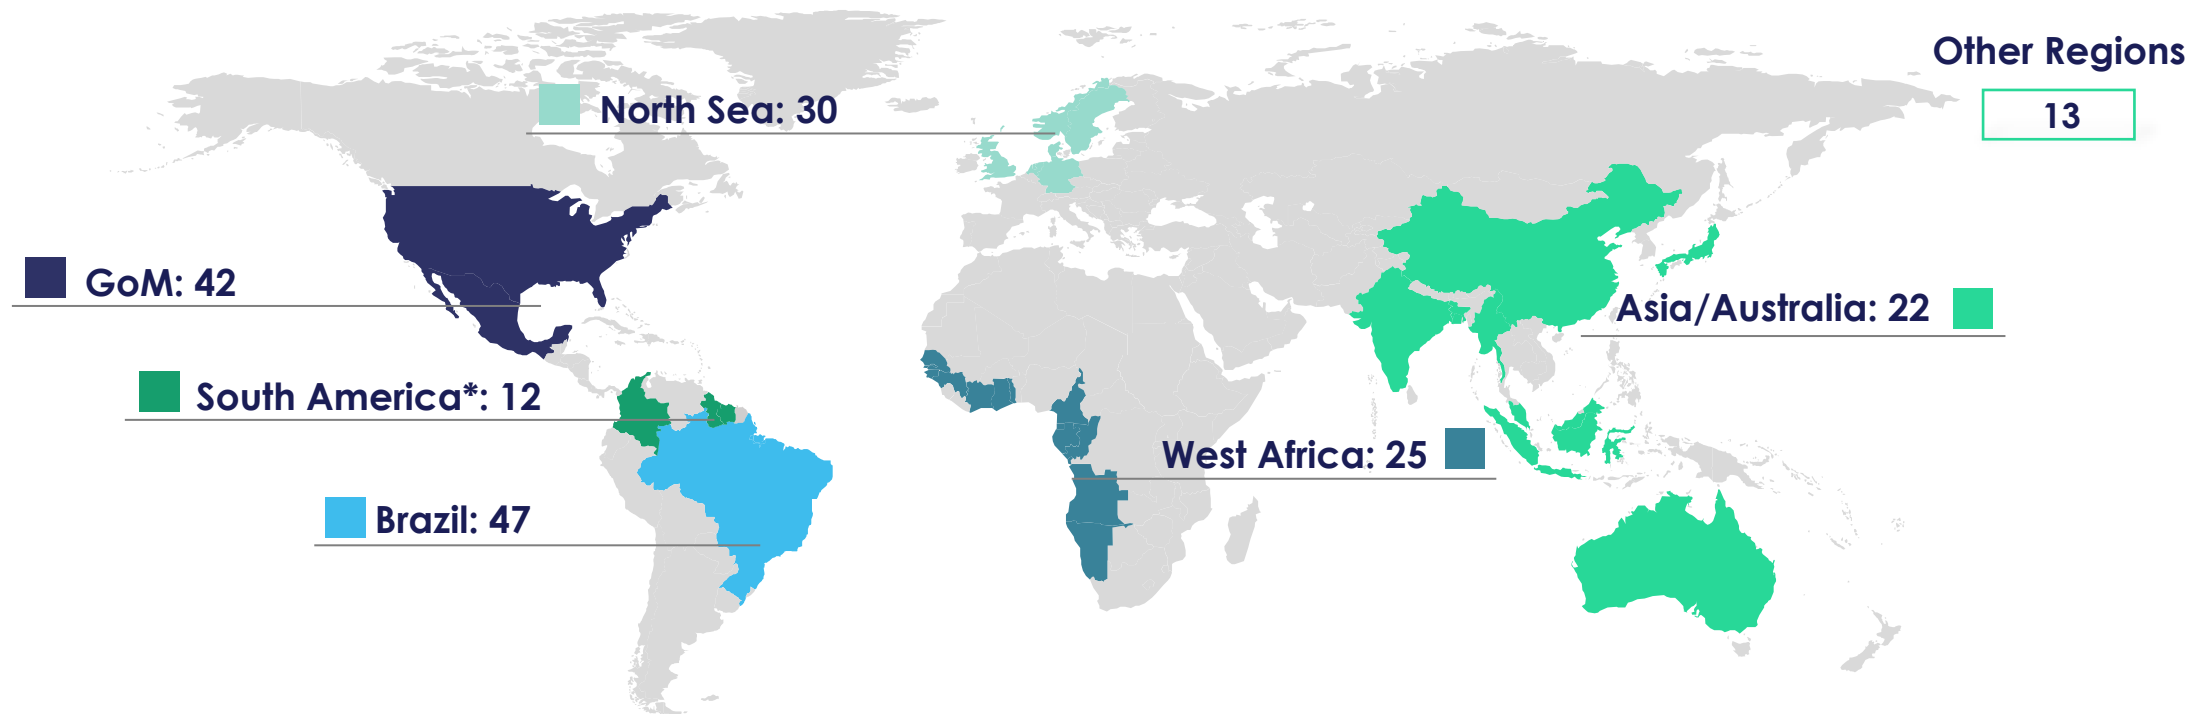 Other Regions
13
North Sea: 30
GoM: 42
Asia/Australia: 22
South America*: 12
West Africa: 25
Brazil: 47